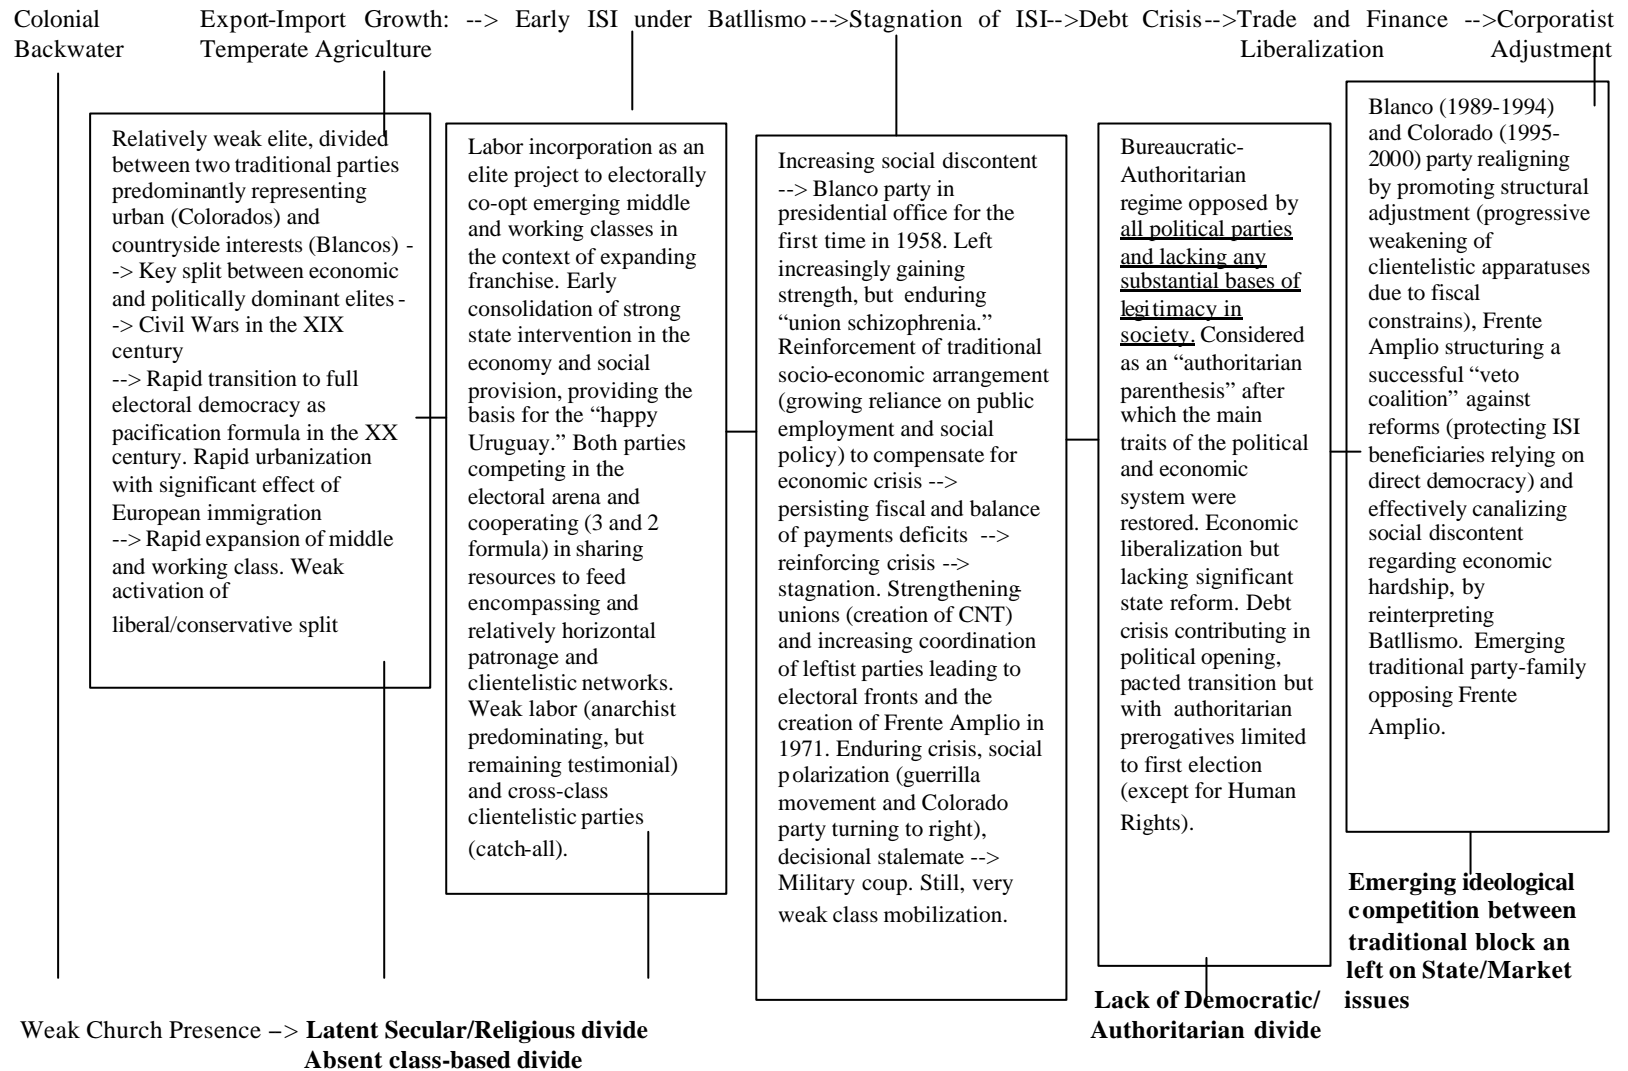 Colonial Export-Import Growth: --> Early ISI under Batllismo --->Stagnation of ISI-->Debt Crisis-->Trade and Finance -->Corporatist
Backwater Temperate Agriculture Liberalization Adjustment
Relatively weak elite, divided
between two traditional parties
predominantly representing
urban (Colorados) and
countryside interests (Blancos) -
-> Key split between economic
and politically dominant elites -
-> Civil Wars in the XIX
century
--> Rapid transition to full
electoral democracy as
pacification formula in the XX
century. Rapid urbanization
with significant effect of
European immigration
--> Rapid expansion of middle
and working class. Weak
activation of
liberal/conservative split
Labor incorporation as an
elite project to electorally
co-opt emerging middle
and working classes in
the context of expanding
franchise. Early
consolidation of strong
state intervention in the
economy and social
provision, providing the
basis for the “happy
Uruguay.” Both parties
competing in the
electoral arena and
cooperating (3 and 2
formula) in sharing
resources to feed
encompassing and
relatively horizontal
patronage and
clientelistic networks.
Weak labor (anarchist
predominating, but
remaining testimonial)
and cross-class
clientelistic parties
(catch-all).
Increasing social discontent
--> Blanco party in
presidential office for the
first time in 1958. Left
increasingly gaining
strength, but enduring
“union schizophrenia.”
Reinforcement of traditional
socio-economic arrangement
(growing reliance on public
employment and social
policy) to compensate for
economic crisis -->
persisting fiscal and balance
of payments deficits -->
reinforcing crisis -->
stagnation. Strengthening
unions (creation of CNT)
and increasing coordination
of leftist parties leading to
electoral fronts and the
creation of Frente Amplio in
1971. Enduring crisis, social
polarization (guerrilla
movement and Colorado
party turning to right),
decisional stalemate -->
Military coup. Still, very
weak class mobilization.
Bureaucratic-
Authoritarian
regime opposed by
all political parties
and lacking any
substantial bases of
legitimacy in
society. Considered
as an “authoritarian
parenthesis” after
which the main
traits of the political
and economic
system were
restored. Economic
liberalization but
lacking significant
state reform. Debt
crisis contributing in
political opening,
pacted transition but
with authoritarian
prerogatives limited
to first election
(except for Human
Rights).
Blanco (1989-1994)
and Colorado (1995-
2000) party realigning
by promoting structural
adjustment (progressive
weakening of
clientelistic apparatuses
due to fiscal
constrains), Frente
Amplio structuring a
successful “veto
coalition” against
reforms (protecting ISI
beneficiaries relying on
direct democracy) and
effectively canalizing
social discontent
regarding economic
hardship, by
reinterpreting
Batllismo. Emerging
traditional party-family
opposing Frente
Amplio.
Emerging ideological
competition between
traditional block an
left on State/Market
issues
Lack of Democratic/
Authoritarian divide
Weak Church Presence –> Latent Secular/Religious divide
Absent class-based divide